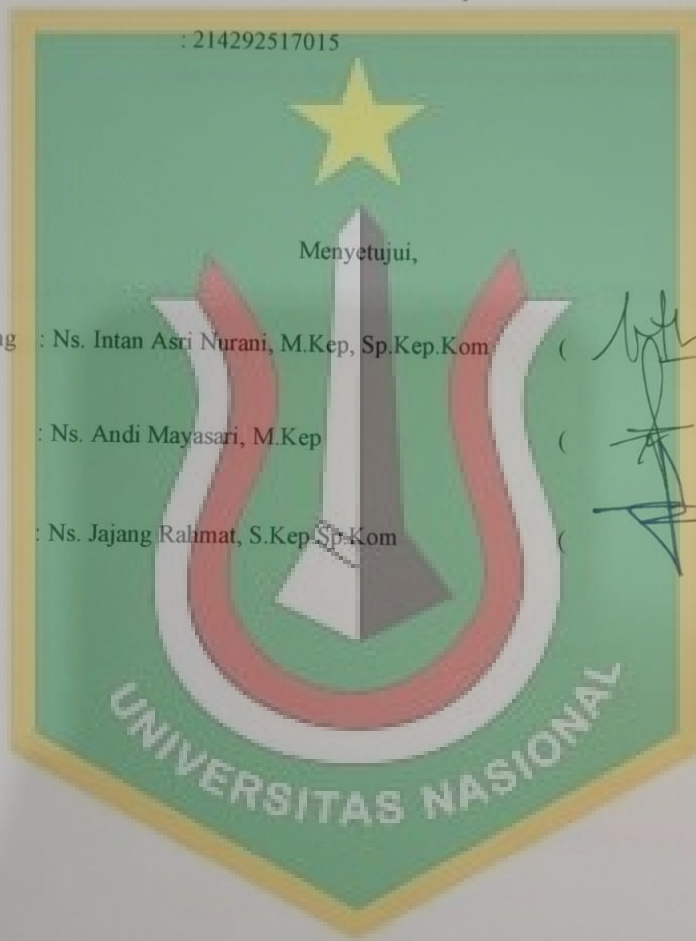 : 214292517015
Menyetujui,
: Ns. Intan Asri Nurani, M.Kep, Sp.Kep.Kom (
: Ns. Andi Mayasari, M.Kep (
: Ns. Jajang Rahmat, S.Kep.Sp.Kom (
UNIVERSITAS NASIONAL